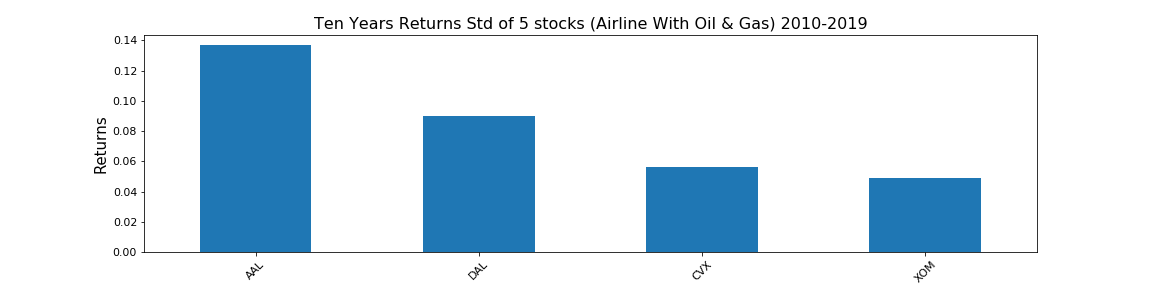 Ten Years Returns Std of 5 stocks (Airline With Oil & Gas) 2010-2019
Returns
0.14
0.12
0.10
0.08
0.06
0.04
0.02
0.00
AAL
DAL
CVX
XOM